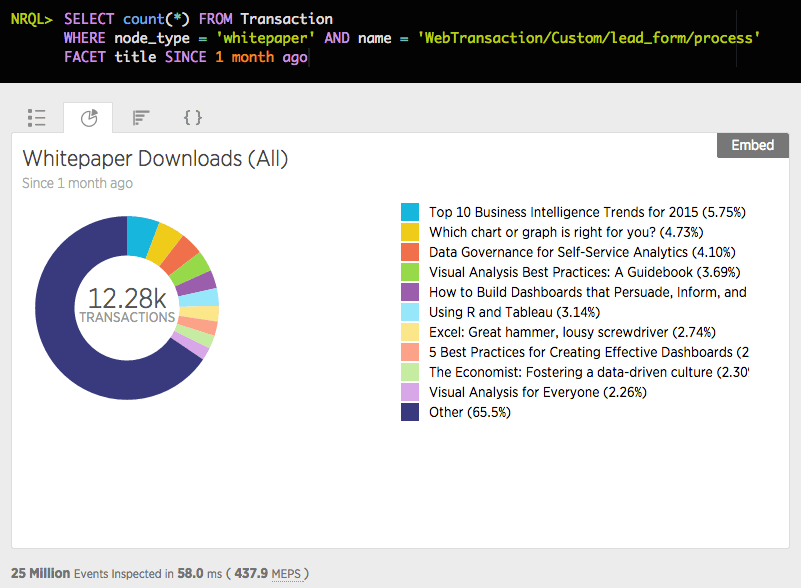 NRQL> SELECT count(*) FROM Transaction
WHERE node_type = 'whitepaper' AND name = 'WebTransaction/Custom/lead_form/process'
FACET title SINCE 1 month ago
Embed
Whitepaper Downloads (All)
Since 1 month ago
12.28k
TRANSACTIONS
Top 10 Business Intelligence Trends for 2015 (5.75%)
Which chart or graph is right for you? (4.73%)
Data Governance for Self-Service Analytics (4.10%)
Visual Analysis Best Practices: A Guidebook (3.69%)
How to Build Dashboards that Persuade, Inform, and
Using R and Tableau (3.14%)
Excel: Great hammer, lousy screwdriver (2.74%)
5 Best Practices for Creating Effective Dashboards (2
The Economist: Fostering a data-driven culture (2.30
Visual Analysis for Everyone (2.26%)
Other (65.5%)
25 Million Events Inspected in 58.0 ms ( 437.9 MEPS )